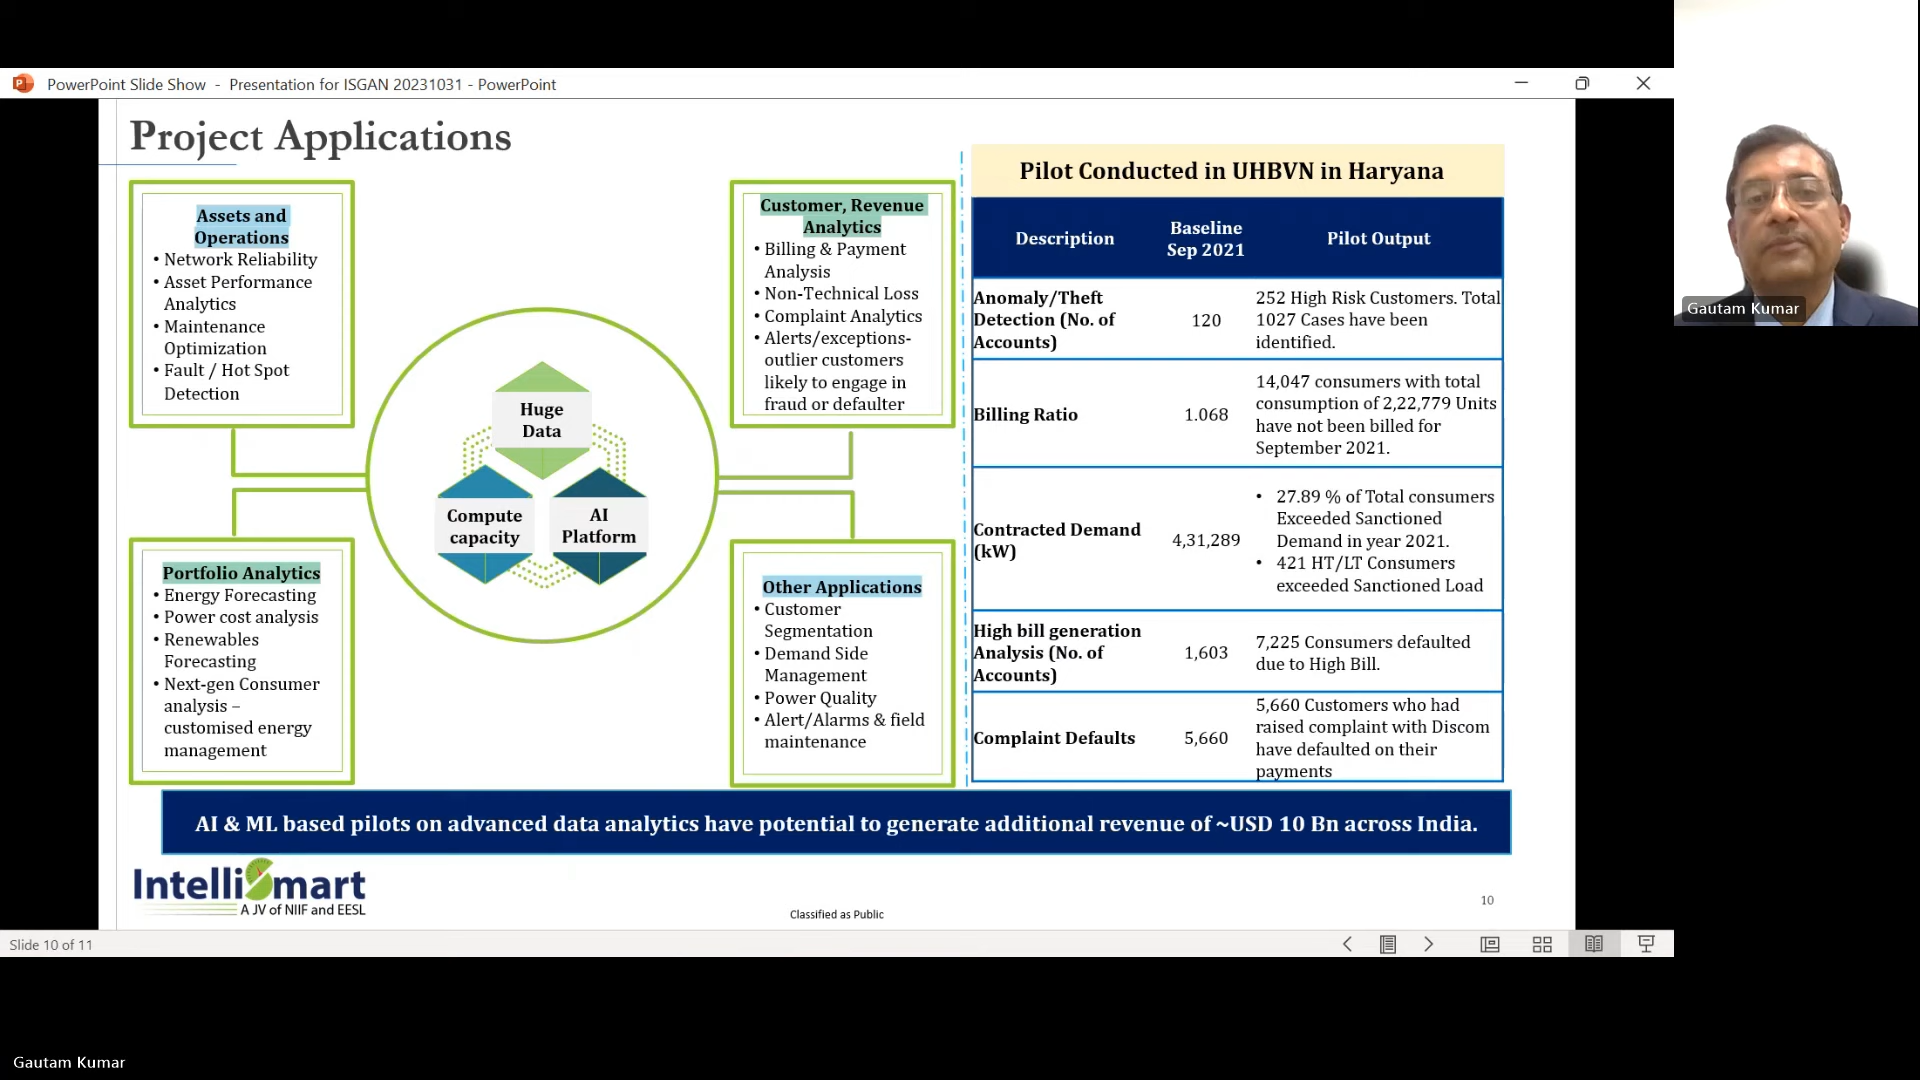 PowerPoint Slide Show - Presentation for ISGAN 20231031 - PowerPoint
Project Applications
Assets and
Operations
• Network Reliability
• Asset Performance
Analytics
• Maintenance
Optimization
• Fault / Hot Spot
Detection
Customer, Revenue
Analytics
• Billing & Payment
Analysis
• Non-Technical Loss
• Complaint Analytics
• Alerts/exceptions-
outlier customers
likely to engage in
fraud or defaulter
Huge
Data
Compute
capacity
AI
Platform
Portfolio Analytics
• Energy Forecasting
• Power cost analysis
• Renewables
Forecasting
• Next-gen Consumer
analysis –
customised energy
management
Other Applications
• Customer
Segmentation
• Demand Side
Management
• Power Quality
• Alert/Alarms & field
maintenance
Pilot Conducted in UHBVN in Haryana
Description
Baseline
Sep 2021
Pilot Output
Anomaly/Theft
Detection (No. of
Accounts)
120
252 High Risk Customers. Total
1027 Cases have been
identified.
Billing Ratio
1.068
14,047 consumers with total
consumption of 2,22,779 Units
have not been billed for
September 2021.
Contracted Demand
(kW)
4,31,289
• 27.89 % of Total consumers
Exceeded Sanctioned
Demand in year 2021.
• 421 HT/LT Consumers
exceeded Sanctioned Load
High bill generation
Analysis (No. of
Accounts)
1,603
7,225 Consumers defaulted
due to High Bill.
Complaint Defaults
5,660
5,660 Customers who had
raised complaint with Discom
have defaulted on their
payments
AI & ML based pilots on advanced data analytics have potential to generate additional revenue of ~USD 10 Bn across India.
IntelliSmart
A JV of NIIF and EESL
Classified as Public
10
Slide 10 of 11
Gautam Kumar
Gautam Kumar